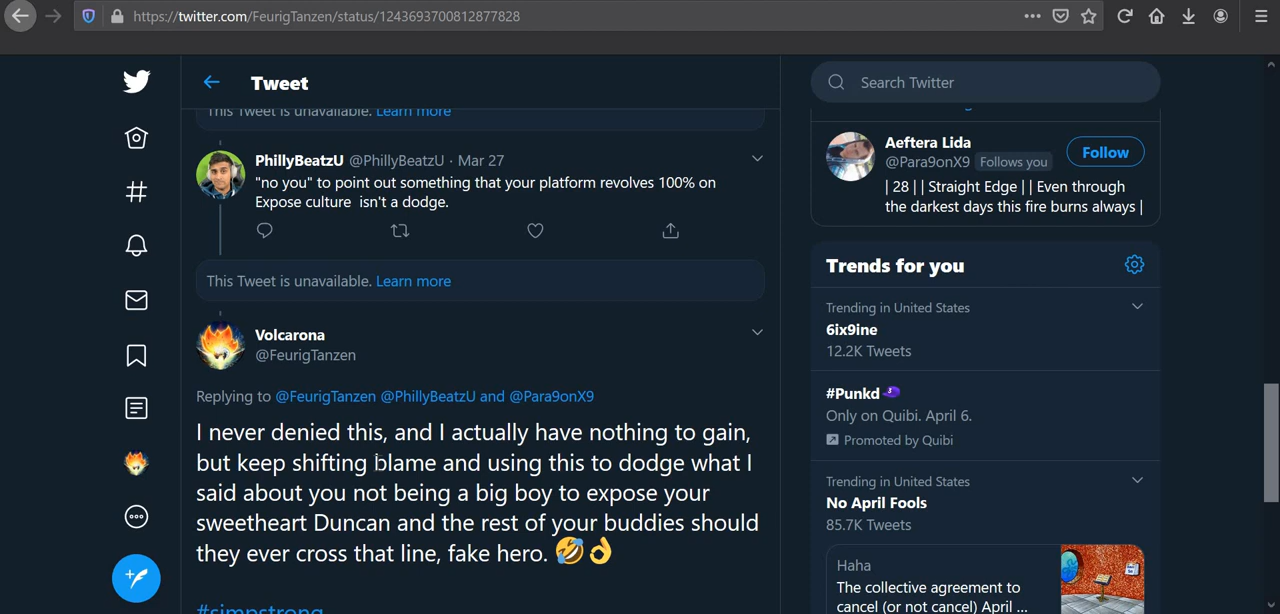 https://twitter.com/FeurigTanzen/status/1243693700812877828
Tweet
This Tweet is unavailable. Learn more
PhillyBeatzU @PhillyBeatzU · Mar 27
"no you" to point out something that your platform revolves 100% on
Expose culture isn't a dodge.
This Tweet is unavailable. Learn more
Volcarona
@FeurigTanzen
Replying to @FeurigTanzen @PhillyBeatzU and @Para9onX9
I never denied this, and I actually have nothing to gain,
but keep shifting blame and using this to dodge what I
said about you not being a big boy to expose your
sweetheart Duncan and the rest of your buddies should
they ever cross that line, fake hero. 🤣👌
#simpstrong
Search Twitter
Aeftera Lida
@Para9onX9 Follows you
Follow
| 28 | | Straight Edge | | Even through
the darkest days this fire burns always |
Trends for you
Trending in United States
6ix9ine
12.2K Tweets
#Punkd
Only on Quibi. April 6.
Promoted by Quibi
Trending in United States
No April Fools
85.7K Tweets
Haha
The collective agreement to
cancel (or not cancel) April ...